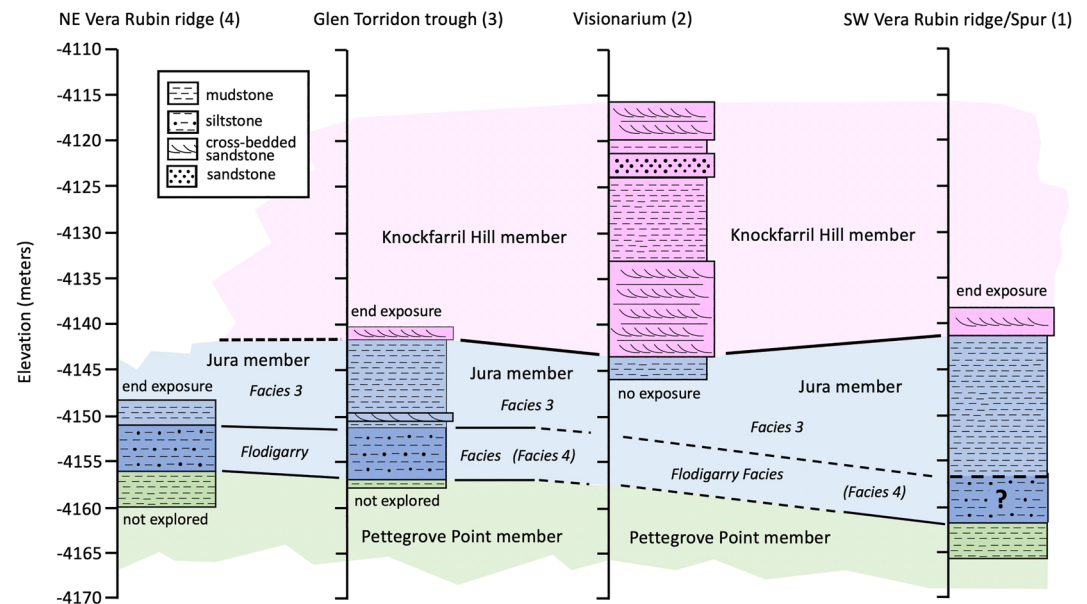 NE Vera Rubin ridge (4)
Glen Torridon trough (3)
Visionarium (2)
SW Vera Rubin ridge/Spur (1)
Elevation (meters)
-4110
-4115
-4120
-4125
-4130
-4135
-4140
-4145
-4150
-4155
-4160
-4165
-4170
mudstone
siltstone
cross-bedded
sandstone
sandstone
Knockfarril Hill member
Knockfarril Hill member
end exposure
end exposure
Jura member
Facies 3
end exposure
Jura member
Facies 3
no exposure
Jura member
Facies 3
Flodigarry
Facies (Facies 4)
Flodigarry Facies
(Facies 4)
?
not explored
not explored
Pettegrove Point member
Pettegrove Point member